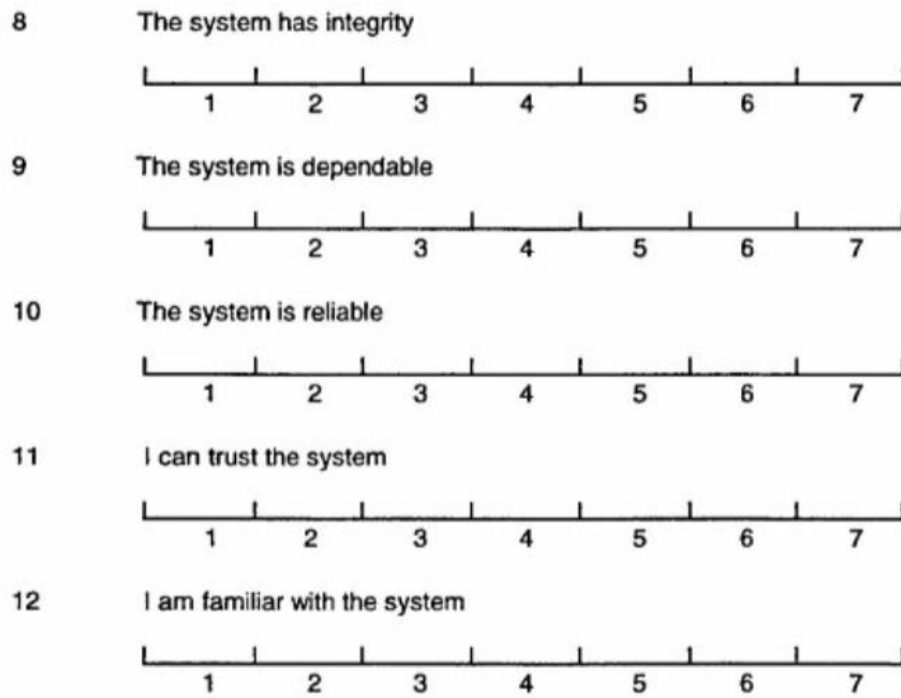 8 The system has integrity
1 2 3 4 5 6 7
9 The system is dependable
1 2 3 4 5 6 7
10 The system is reliable
1 2 3 4 5 6 7
11 I can trust the system
1 2 3 4 5 6 7
12 I am familiar with the system
1 2 3 4 5 6 7